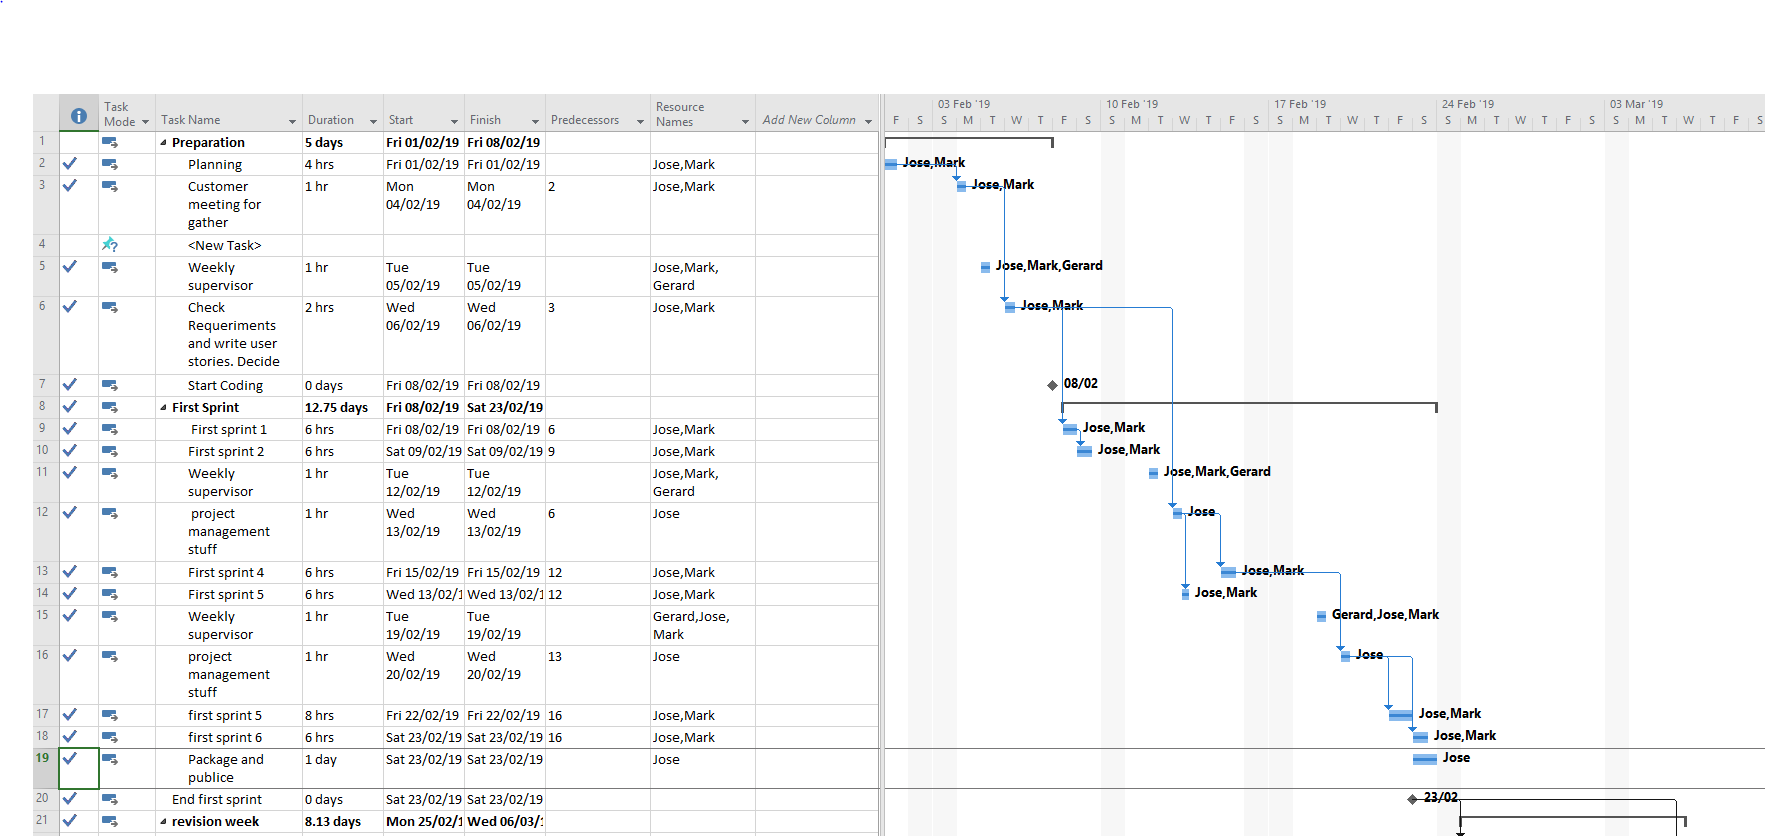 Task Mode Task Name Duration Start Finish Predecessors Resource Names Add New Column
03 Feb '19 10 Feb '19 17 Feb '19 24 Feb '19 03 Mar '19
F S S M T W T F S S M T W T F S S M T W T F S S M T W T F S S M T W T F S
1 Preparation 5 days Fri 01/02/19 Fri 08/02/19
2 Planning 4 hrs Fri 01/02/19 Fri 01/02/19 Jose,Mark
Jose,Mark
3 Customer meeting for gather 1 hr Mon 04/02/19 Mon 04/02/19 2 Jose,Mark
Jose,Mark
4 <New Task>
5 Weekly supervisor 1 hr Tue 05/02/19 Tue 05/02/19 Jose,Mark, Gerard
Jose,Mark,Gerard
6 Check Requeriments and write user stories. Decide 2 hrs Wed 06/02/19 Wed 06/02/19 3 Jose,Mark
Jose,Mark
7 Start Coding 0 days Fri 08/02/19 Fri 08/02/19
08/02
8 First Sprint 12.75 days Fri 08/02/19 Sat 23/02/19
9 First sprint 1 6 hrs Fri 08/02/19 Fri 08/02/19 6 Jose,Mark
Jose,Mark
10 First sprint 2 6 hrs Sat 09/02/19 Sat 09/02/19 9 Jose,Mark
Jose,Mark
11 Weekly supervisor 1 hr Tue 12/02/19 Tue 12/02/19 Jose,Mark, Gerard
Jose,Mark,Gerard
12 project management stuff 1 hr Wed 13/02/19 Wed 13/02/19 6 Jose
Jose
13 First sprint 4 6 hrs Fri 15/02/19 Fri 15/02/19 12 Jose,Mark
Jose,Mark
14 First sprint 5 6 hrs Wed 13/02/1 Wed 13/02/1 12 Jose,Mark
Jose,Mark
15 Weekly supervisor 1 hr Tue 19/02/19 Tue 19/02/19 Gerard,Jose, Mark
Gerard,Jose,Mark
16 project management stuff 1 hr Wed 20/02/19 Wed 20/02/19 13 Jose
Jose
17 first sprint 5 8 hrs Fri 22/02/19 Fri 22/02/19 16 Jose,Mark
Jose,Mark
18 first sprint 6 6 hrs Sat 23/02/19 Sat 23/02/19 16 Jose,Mark
Jose,Mark
19 Package and publice 1 day Sat 23/02/19 Sat 23/02/19 Jose
Jose
20 End first sprint 0 days Sat 23/02/19 Sat 23/02/19
23/02
21 revision week 8.13 days Mon 25/02/1 Wed 06/03/1